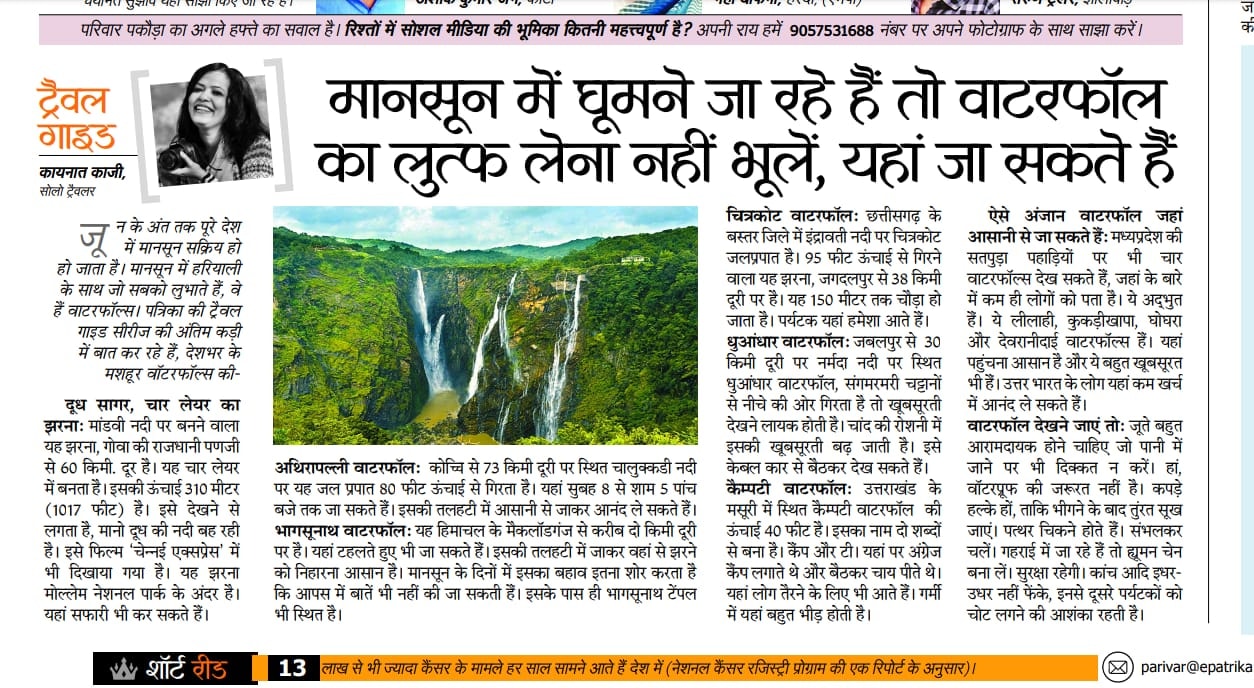 परिवार पकौड़ा का अगले हफ्ते का सवाल है। रिश्तों में सोशल मीडिया की भूमिका कितनी महत्त्वपूर्ण है? अपनी राय हमें 9057531688 नंबर पर अपने फोटोग्राफ के साथ साझा करें।
ट्रैवल
गाइड
कायनात काजी,
सोलो ट्रैवलर
मानसून में घूमने जा रहे हैं तो वाटरफॉल
का लुत्फ लेना नहीं भूलें, यहां जा सकते हैं
जून के अंत तक पूरे देश
में मानसून सक्रिय हो
हो जाता है। मानसून में हरियाली
के साथ जो सबको लुभाते हैं, वे
हैं वाटरफॉल्स। पत्रिका की ट्रैवल
गाइड सीरीज की अंतिम कड़ी
में बात कर रहे हैं, देशभर के
मशहूर वॉटरफॉल्स की-
दूध सागर, चार लेयर का
झरना: मांडवी नदी पर बनने वाला
यह झरना, गोवा की राजधानी पणजी
से 60 किमी. दूर है। यह चार लेयर
में बनता है। इसकी ऊंचाई 310 मीटर
(1017 फीट) है। इसे देखने से
लगता है, मानो दूध की नदी बह रही
है। इसे फिल्म 'चेन्नई एक्सप्रेस' में
भी दिखाया गया है। यह झरना
मोल्लेम नेशनल पार्क के अंदर है।
यहां सफारी भी कर सकते हैं।
अथिरापल्ली वाटरफॉल: कोच्चि से 73 किमी दूरी पर स्थित चालुक्कडी नदी
पर यह जल प्रपात 80 फीट ऊंचाई से गिरता है। यहां सुबह 8 से शाम 5 पांच
बजे तक जा सकते हैं। इसकी तलहटी में आसानी से जाकर आनंद ले सकते हैं।
भागसूनाथ वाटरफॉल: यह हिमाचल के मैकलॉडगंज से करीब दो किमी दूरी
पर है। यहां टहलते हुए भी जा सकते हैं। इसकी तलहटी में जाकर वहां से झरने
को निहारना आसान है। मानसून के दिनों में इसका बहाव इतना शोर करता है
कि आपस में बातें भी नहीं की जा सकती हैं। इसके पास ही भागसूनाथ टेंपल
भी स्थित है।
चित्रकोट वाटरफॉल: छत्तीसगढ़ के
बस्तर जिले में इंद्रावती नदी पर चित्रकोट
जलप्रपात है। 95 फीट ऊंचाई से गिरने
वाला यह झरना, जगदलपुर से 38 किमी
दूरी पर है। यह 150 मीटर तक चौड़ा हो
जाता है। पर्यटक यहां हमेशा आते हैं।
धुआंधार वाटरफॉल: जबलपुर से 30
किमी दूरी पर नर्मदा नदी पर स्थित
धुआंधार वाटरफॉल, संगमरमरी चट्टानों
से नीचे की ओर गिरता है तो खूबसूरती
देखने लायक होती है। चांद की रोशनी में
इसकी खूबसूरती बढ़ जाती है। इसे
केबल कार से बैठकर देख सकते हैं।
कैम्पटी वाटरफॉल: उत्तराखंड के
मसूरी में स्थित कैम्पटी वाटरफॉल की
ऊंचाई 40 फीट है। इसका नाम दो शब्दों
से बना है। कैंप और टी। यहां पर अंग्रेज
कैंप लगाते थे और बैठकर चाय पीते थे।
यहां लोग तैरने के लिए भी आते हैं। गर्मी
में यहां बहुत भीड़ होती है।
ऐसे अंजान वाटरफॉल जहां
आसानी से जा सकते हैं: मध्यप्रदेश की
सतपुड़ा पहाड़ियों पर भी चार
वाटरफॉल्स देख सकते हैं, जहां के बारे
में कम ही लोगों को पता है। ये अद्भुत
हैं। ये लीलाही, कुकड़ीखापा, घोघरा
और देवरानीदाई वाटरफॉल्स हैं। यहां
पहुंचना आसान है और ये बहुत खूबसूरत
भी हैं। उत्तर भारत के लोग यहां कम खर्च
में आनंद ले सकते हैं।
वाटरफॉल देखने जाएं तो: जूते बहुत
आरामदायक होने चाहिए जो पानी में
जाने पर भी दिक्कत न करें। हां,
वॉटरप्रूफ की जरूरत नहीं है। कपड़े
हल्के हों, ताकि भीगने के बाद तुरंत सूख
जाएं। पत्थर चिकने होते हैं। संभलकर
चलें। गहराई में जा रहे हैं तो ह्यूमन चेन
बना लें। सुरक्षा रहेगी। कांच आदि इधर-
उधर नहीं फेंके, इनसे दूसरे पर्यटकों को
चोट लगने की आशंका रहती है।
शॉर्ट रीड
13 लाख से भी ज्यादा कैंसर के मामले हर साल सामने आते हैं देश में (नेशनल कैंसर रजिस्ट्री प्रोग्राम की एक रिपोर्ट के अनुसार)।
parivar@epatrika